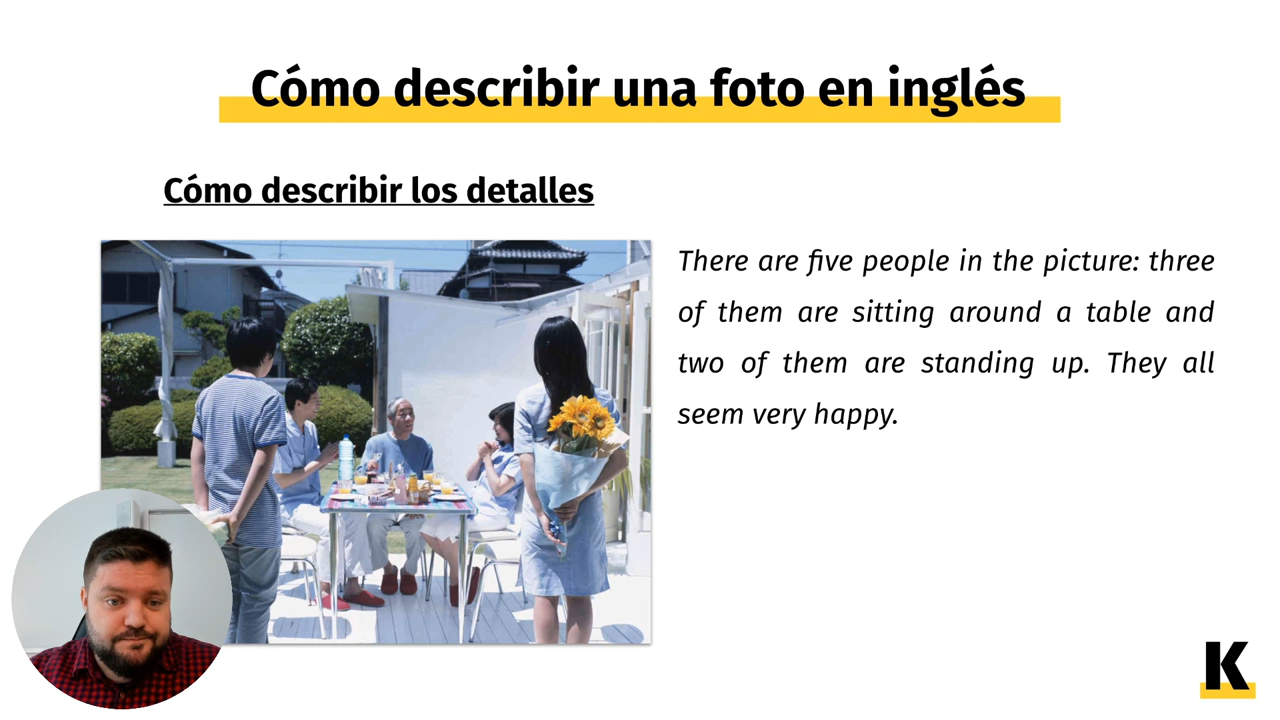 Cómo describir una foto en inglés
Cómo describir los detalles
There are five people in the picture: three
of them are sitting around a table and
two of them are standing up. They all
seem very happy.
K